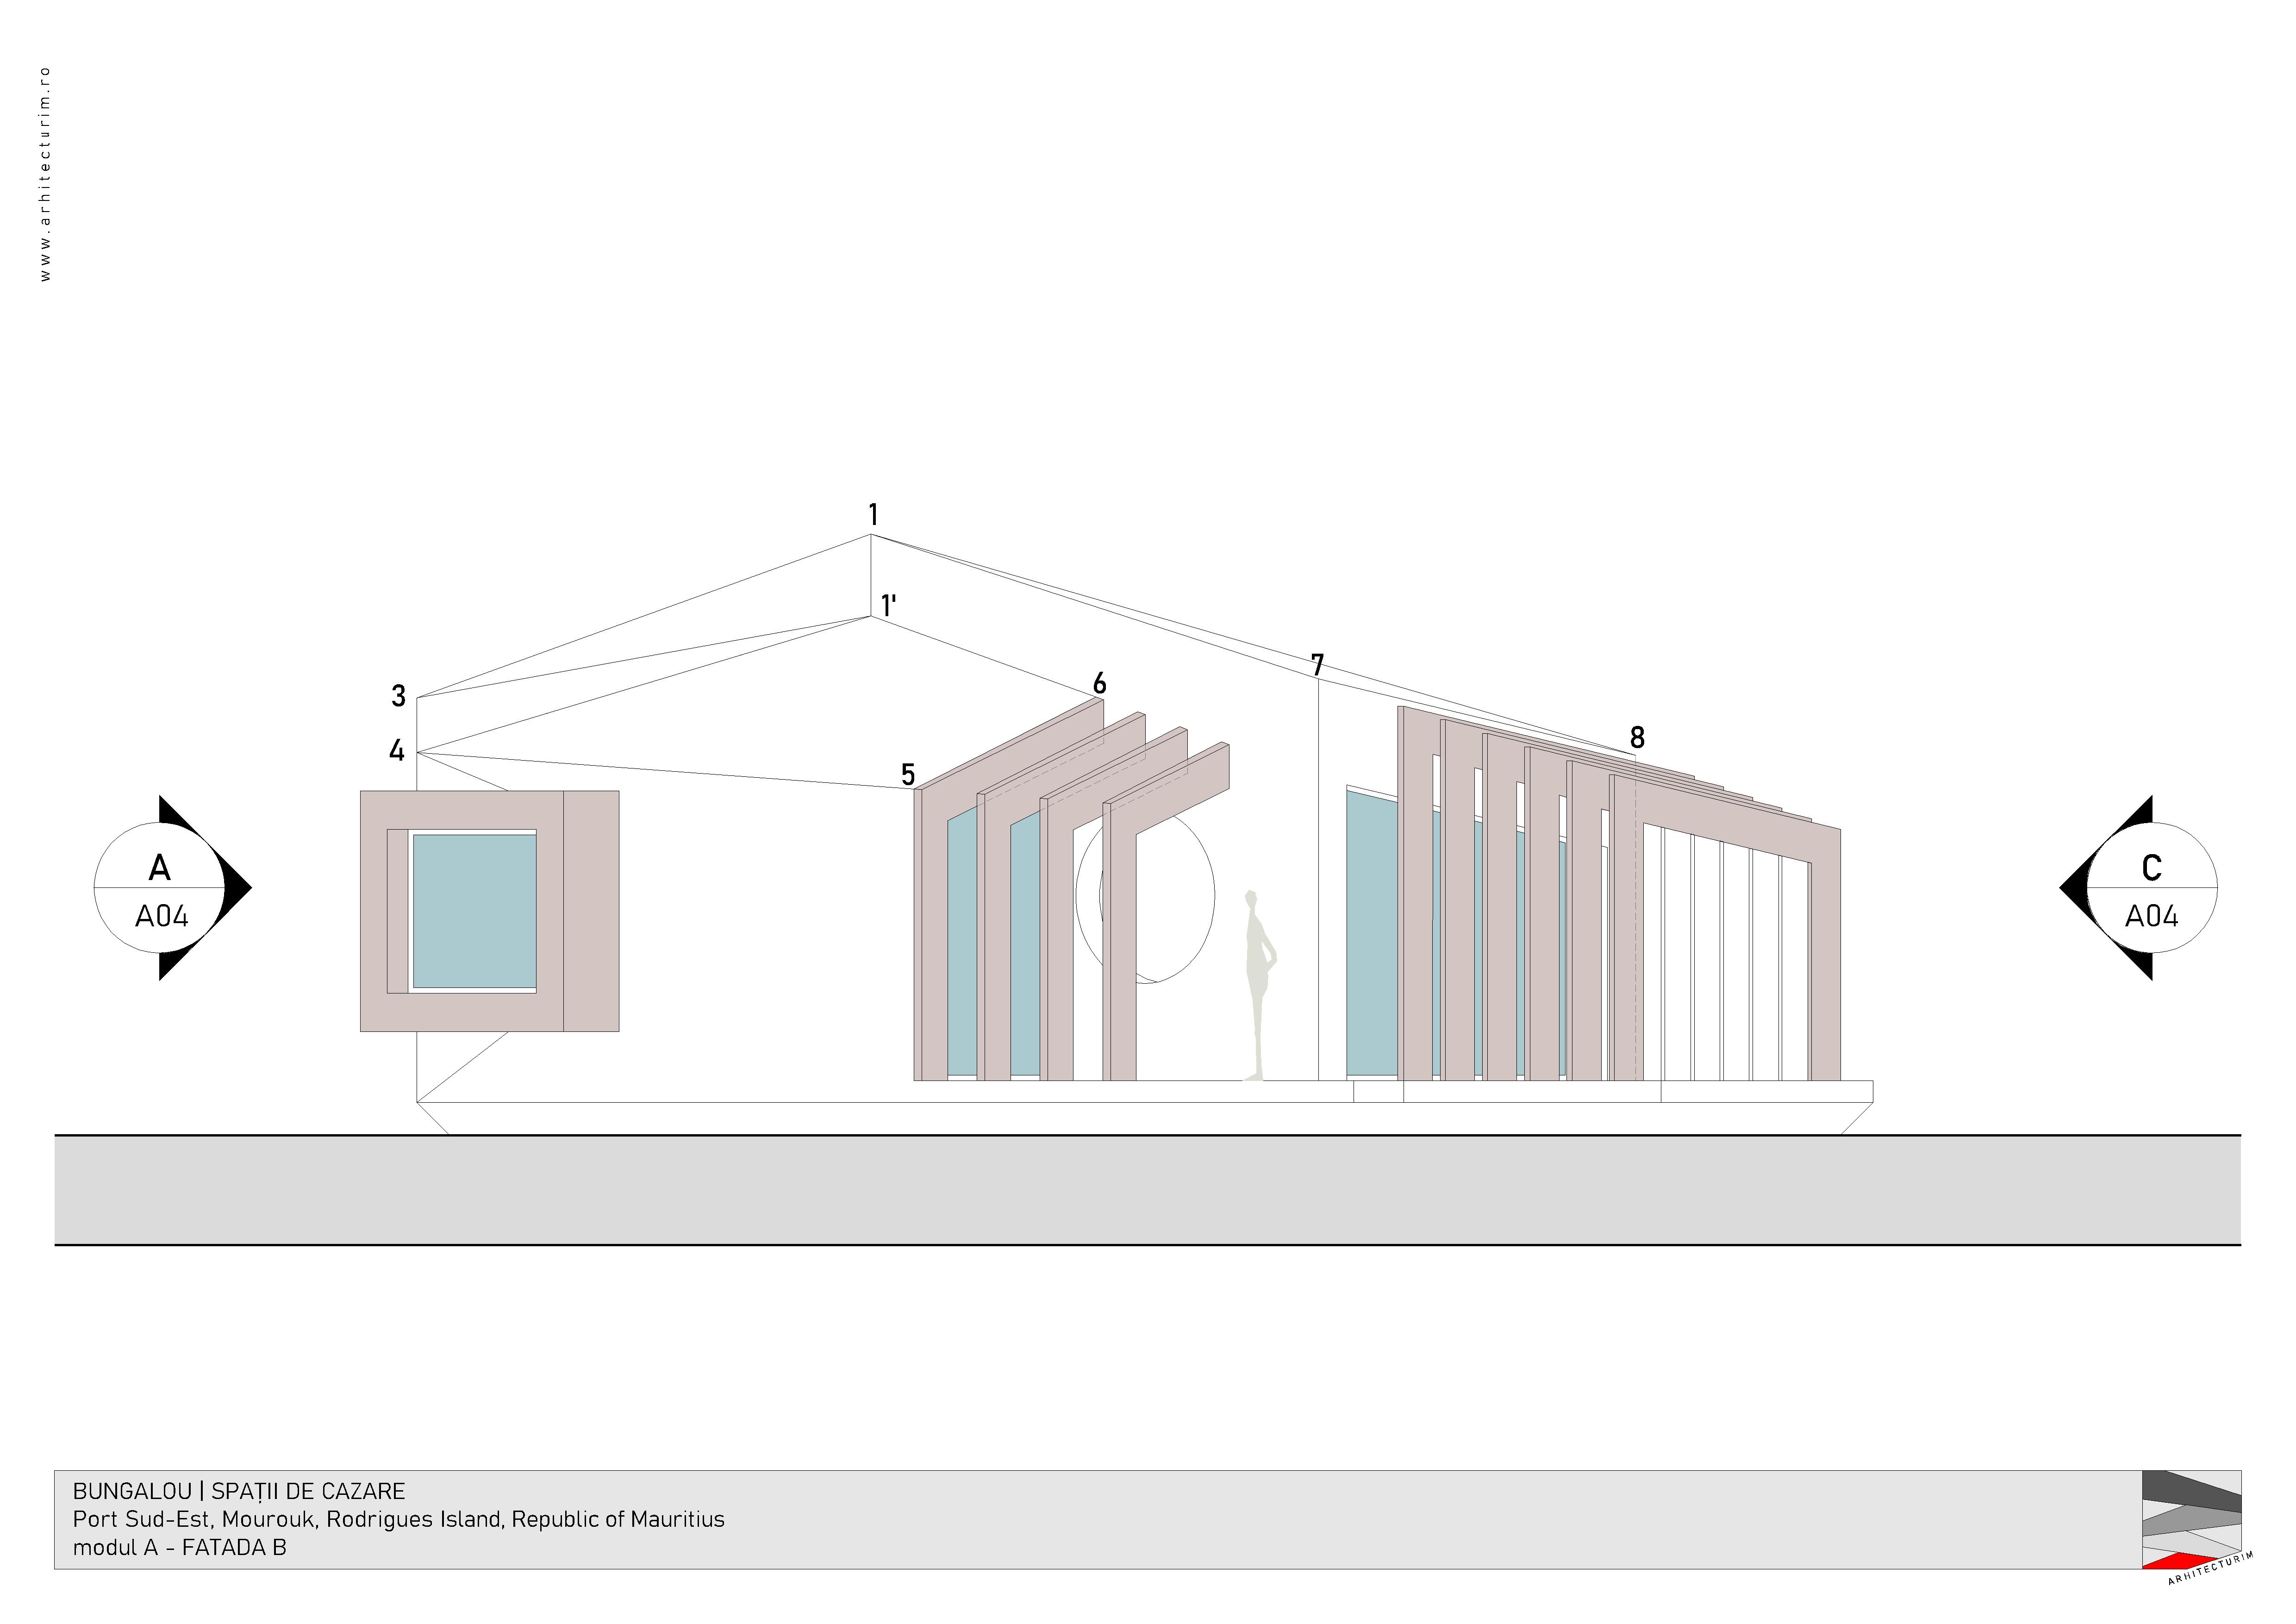 www.arhitecturim.ro
1
1'
3
4
5
6
7
8
A
A04
C
A04
BUNGALOU | SPAȚII DE CAZARE
Port Sud-Est, Mourouk, Rodrigues Island, Republic of Mauritius
modul A - FATADA B
ARHITECTURIM